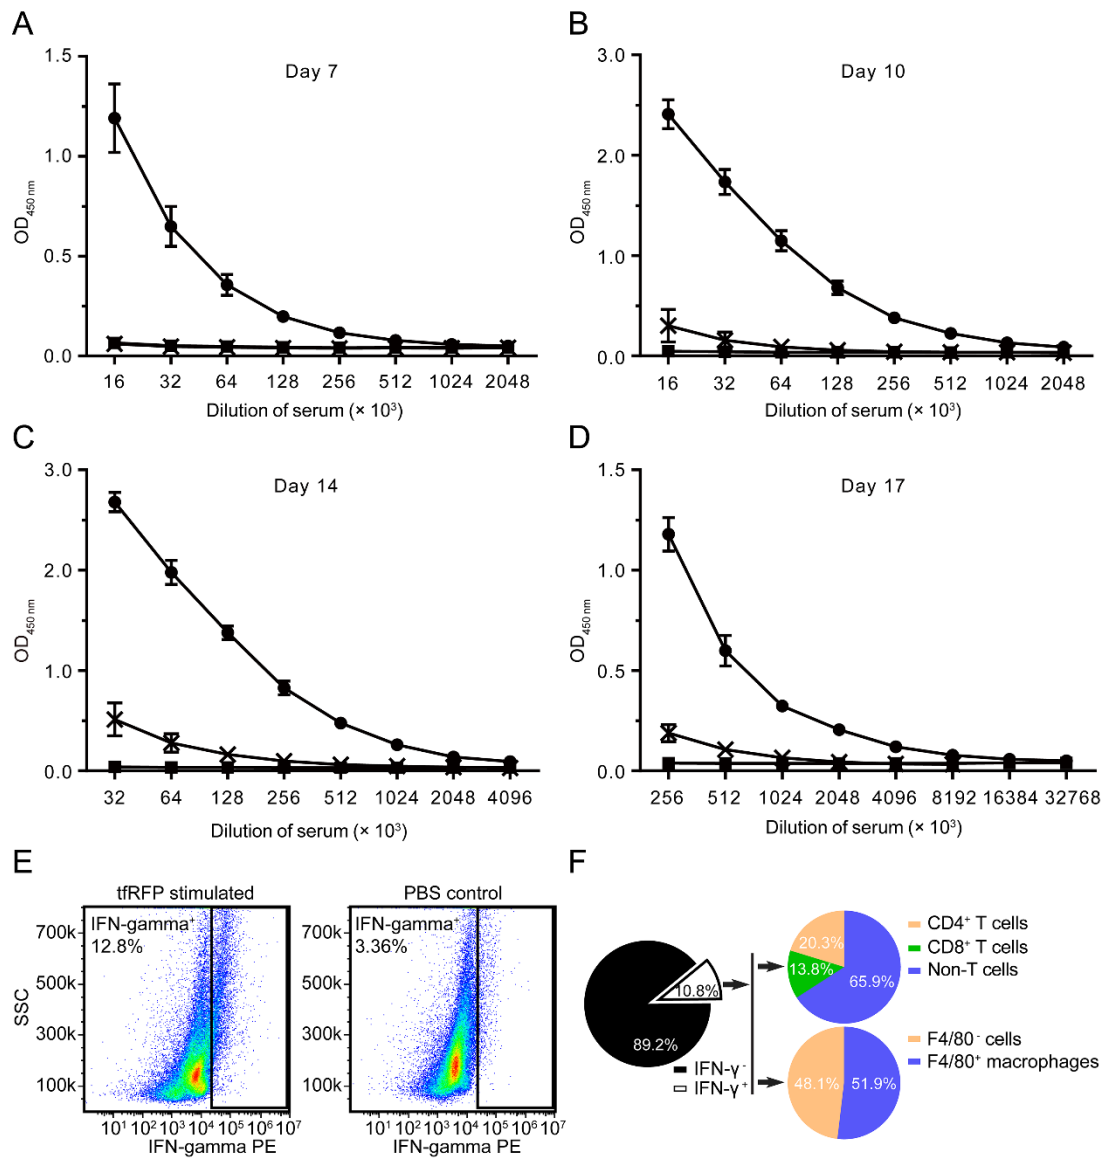 A
Day 7
1.5
1.0
0.5
0.0
OD450 nm
16 32 64 128 256 512 1024 2048
Dilution of serum (× 10³)
B
Day 10
3.0
2.0
1.0
0.0
OD450 nm
16 32 64 128 256 512 1024 2048
Dilution of serum (× 10³)
C
Day 14
3.0
2.0
1.0
0.0
OD450 nm
32 64 128 256 512 1024 2048 4096
Dilution of serum (× 10³)
D
Day 17
1.5
1.0
0.5
0.0
OD450 nm
256 512 1024 2048 4096 8192 16384 32768
Dilution of serum (× 10³)
E
tfRFP stimulated
IFN-gamma⁺
12.8%
700k
500k
300k
100k
SSC
10¹ 10² 10³ 10⁴ 10⁵ 10⁶ 10⁷
IFN-gamma PE
PBS control
IFN-gamma⁺
3.36%
700k
500k
300k
100k
10¹ 10² 10³ 10⁴ 10⁵ 10⁶ 10⁷
IFN-gamma PE
F
10.8%
89.2%
IFN-γ⁻
IFN-γ⁺
20.3%
13.8%
65.9%
CD4⁺ T cells
CD8⁺ T cells
Non-T cells
48.1%
51.9%
F4/80⁻ cells
F4/80⁺ macrophages